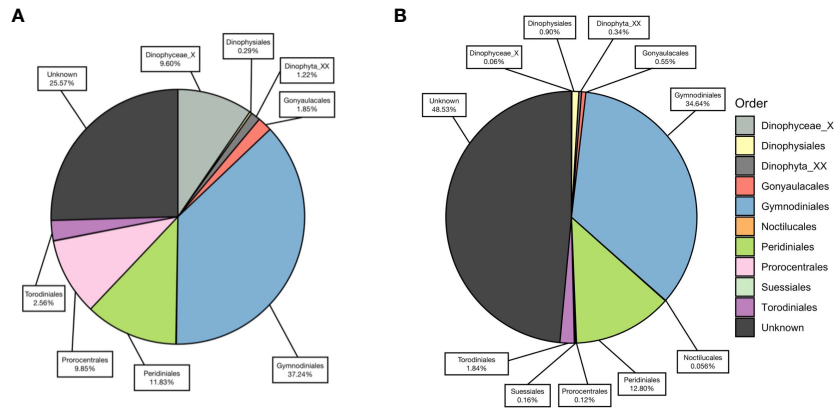 A
Dinophyceae_X
9.60%
Dinophysiales
0.29%
Dinophyta_XX
1.22%
Gonyaulacales
1.85%
Unknown
25.57%
Torodiniales
2.56%
Prorocentrales
9.85%
Peridiniales
11.83%
Gymnodiniales
37.24%
B
Dinophysiales
0.90%
Dinophyta_XX
0.34%
Dinophyceae_X
0.06%
Gonyaulacales
0.55%
Unknown
48.53%
Gymnodiniales
34.64%
Torodiniales
1.84%
Suessiales
0.16%
Prorocentrales
0.12%
Peridiniales
12.80%
Noctilucales
0.056%
Order
Dinophyceae_X
Dinophysiales
Dinophyta_XX
Gonyaulacales
Gymnodiniales
Noctilucales
Peridiniales
Prorocentrales
Suessiales
Torodiniales
Unknown